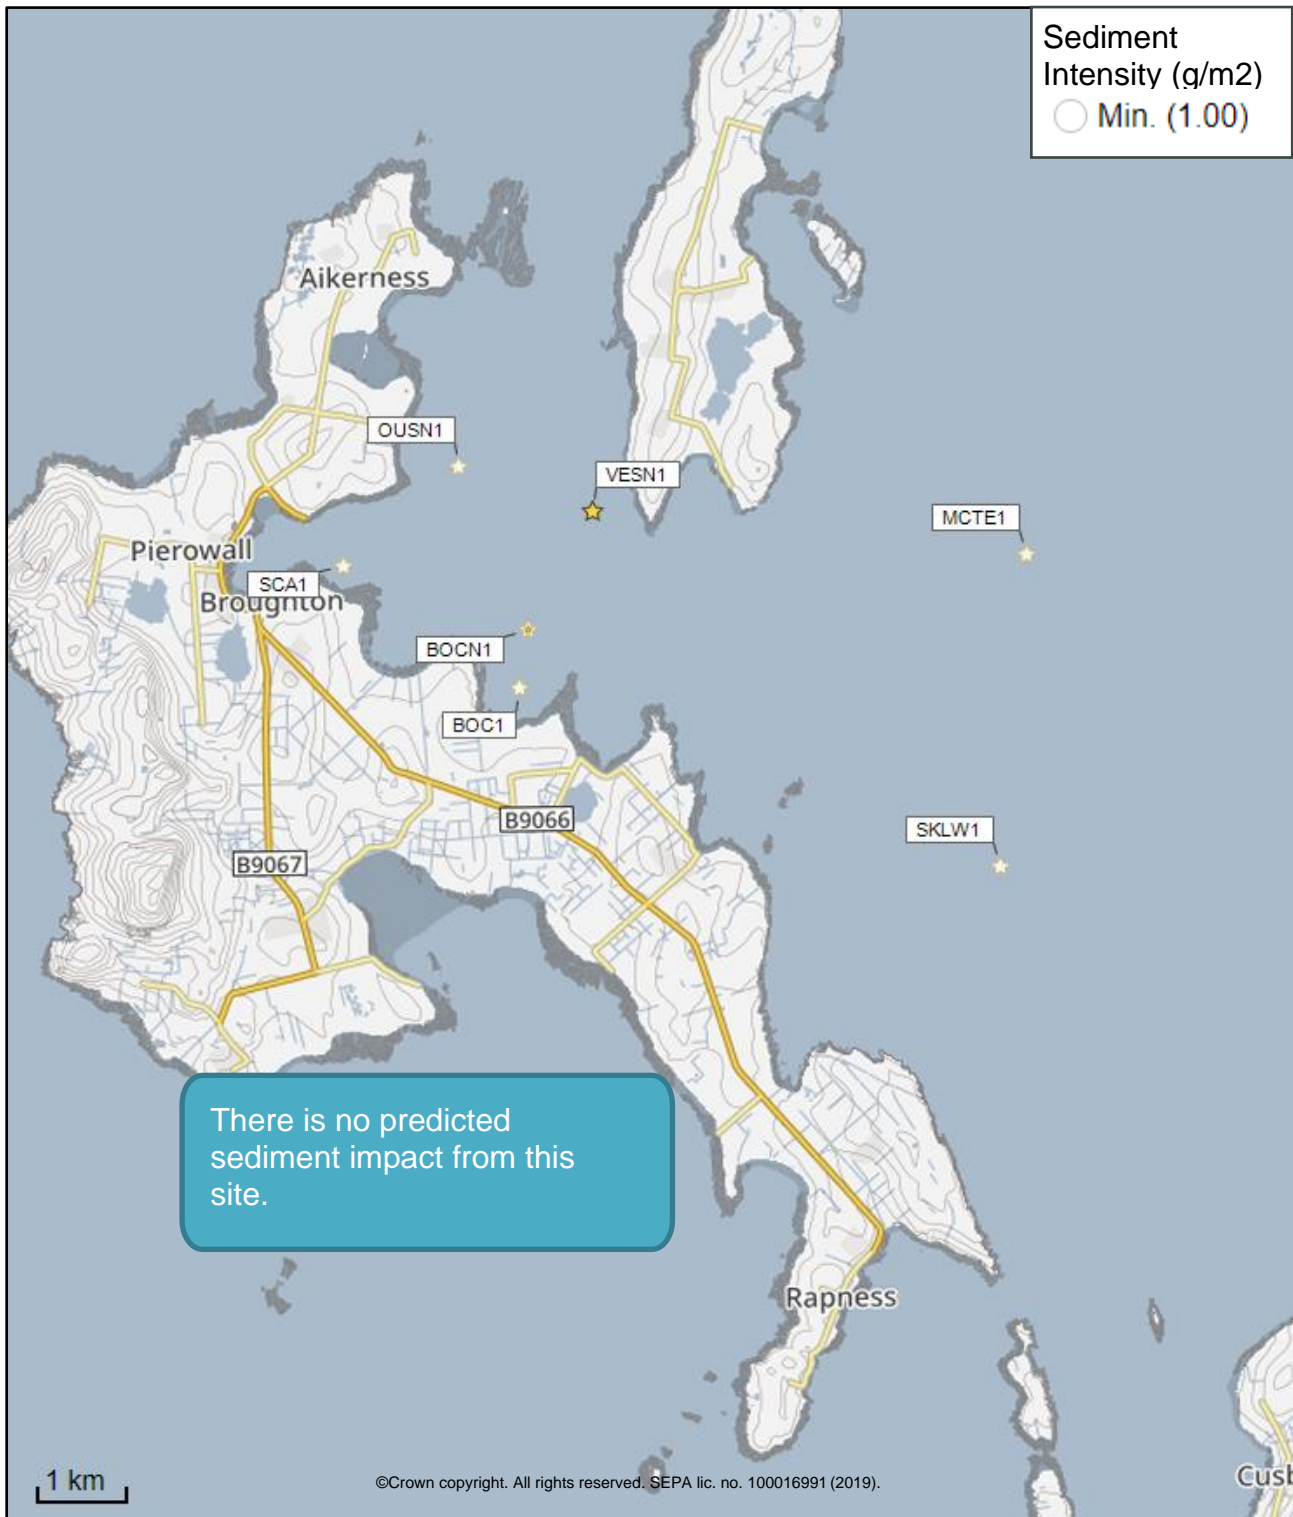 Sediment
Intensity (g/m2)
Min. (1.00)
Aikerness
OUSN1
VESN1
MCTE1
Pierowall
SCA1
Broughton
BOCN1
BOC1
B9066
SKLW1
B9067
There is no predicted
sediment impact from this
site.
Rapness
Cusb
1 km
©Crown copyright. All rights reserved. SEPA lic. no. 100016991 (2019).